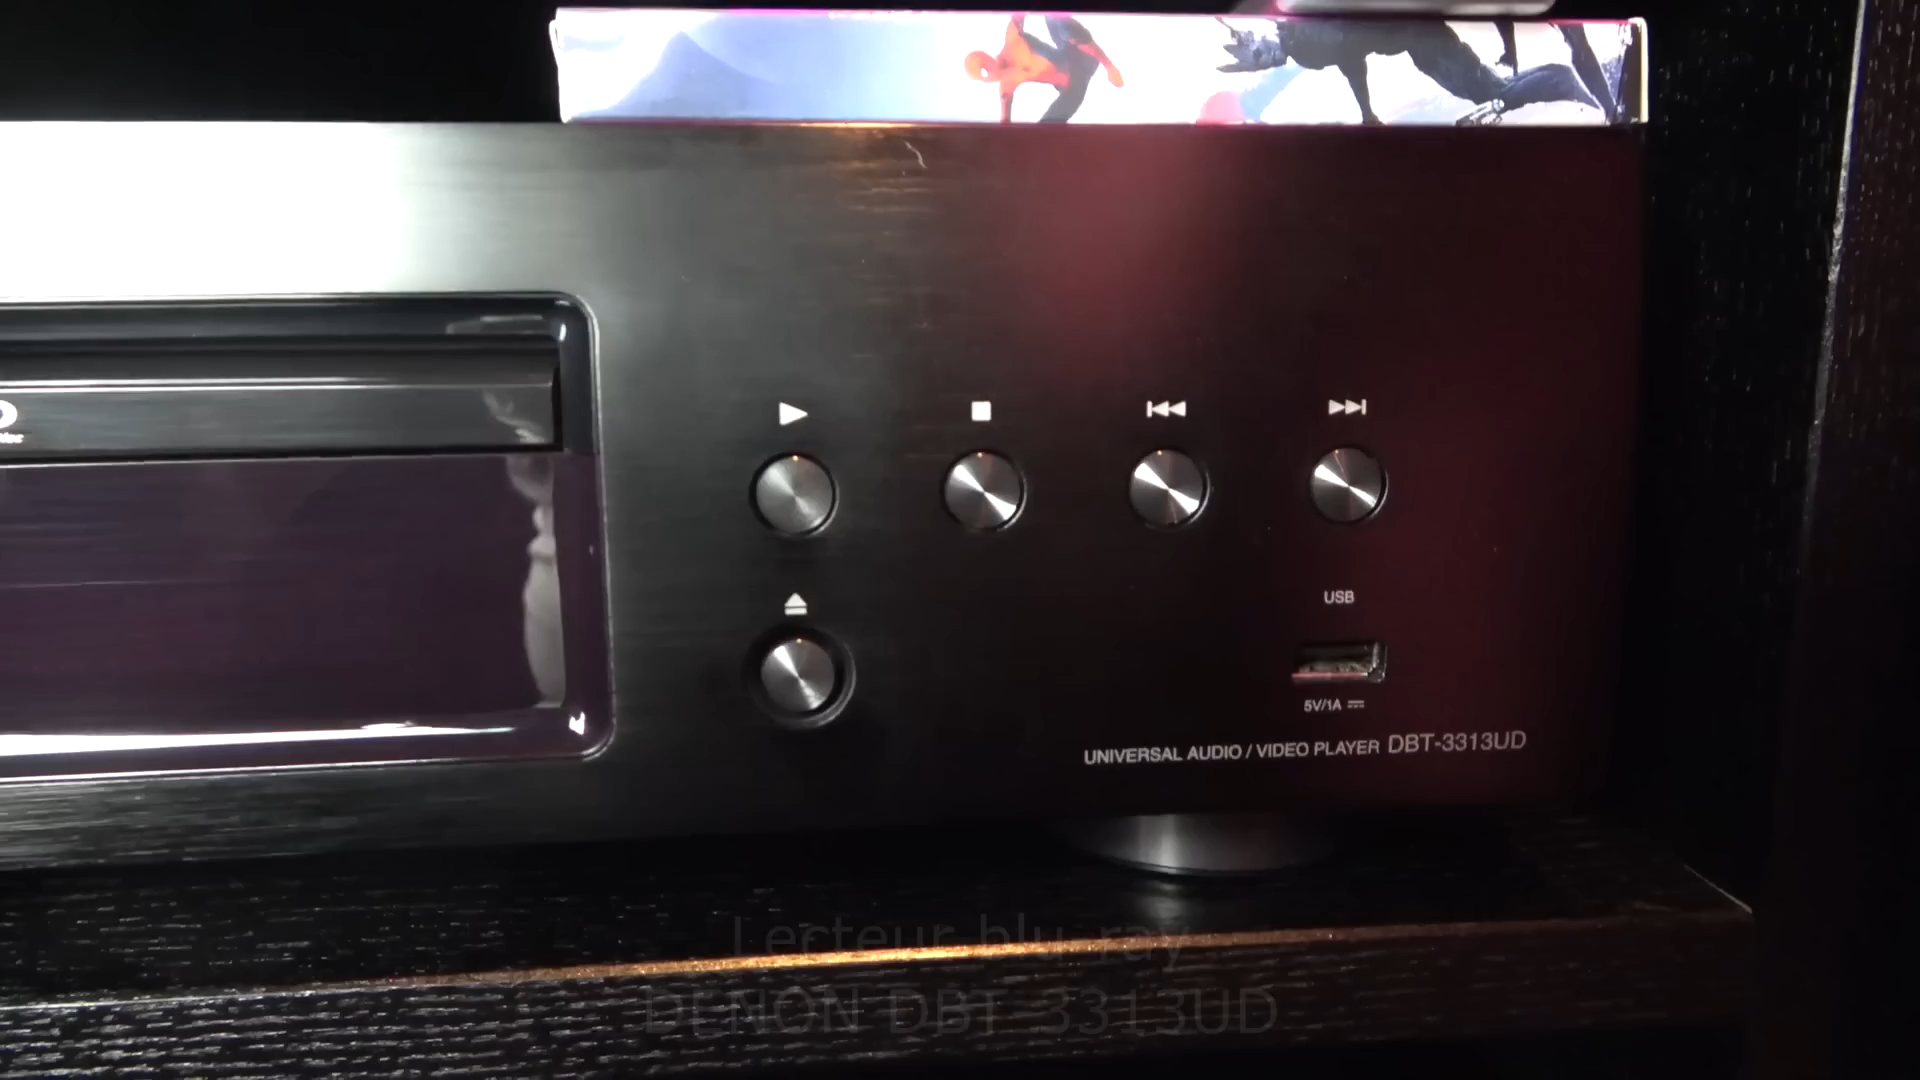 USB
5V/1A
UNIVERSAL AUDIO / VIDEO PLAYER DBT-3313UD
Lecteur blu-ray
DENON DBT-3313UD